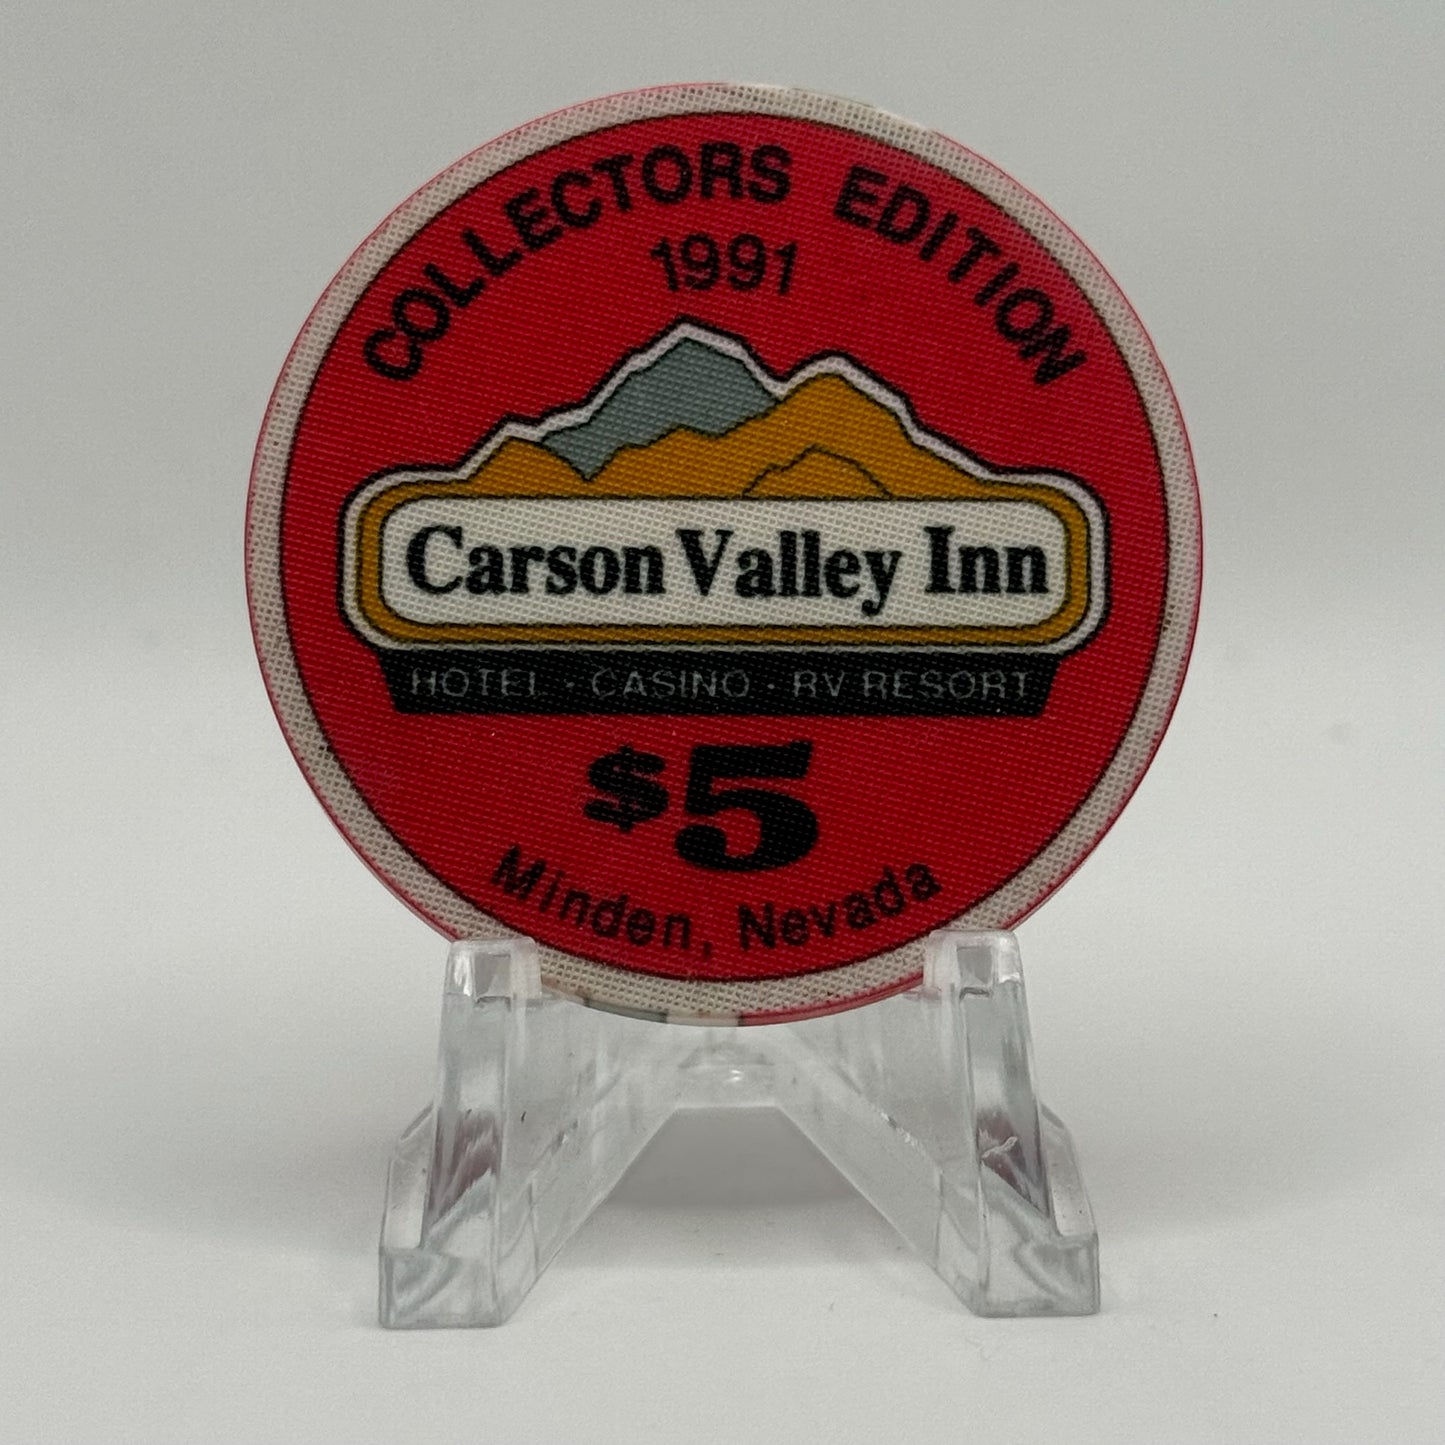 COLLECTORS EDITION
1991
Carson Valley Inn
HOTEL · CASINO · RV RESORT
$5
Minden, Nevada